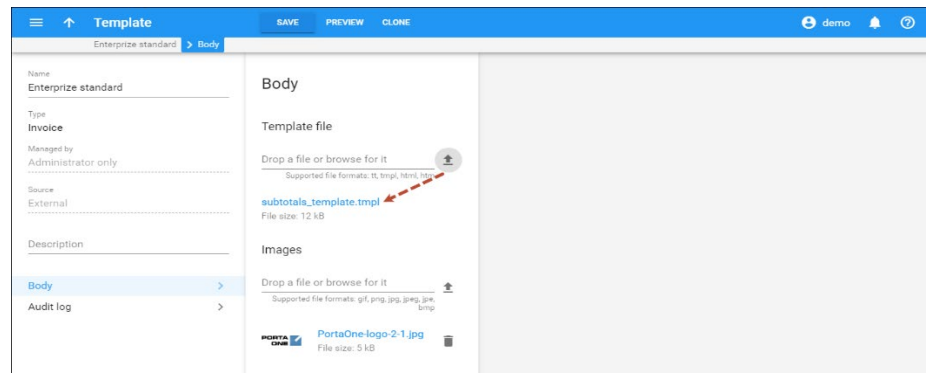 Template SAVE PREVIEW CLONE demo
Enterprize standard > Body
Name
Enterprize standard
Type
Invoice
Managed by
Administrator only
Source
External
Description
Body >
Audit log >
Body
Template file
Drop a file or browse for it
Supported file formats: tt, tmpl, html, htm
subtotals_template.tmpl
File size: 12 kB
Images
Drop a file or browse for it
Supported file formats: gif, png, jpg, jpeg, jpe,
bmp
PORTA
ONE
PortaOne-logo-2-1.jpg
File size: 5 kB